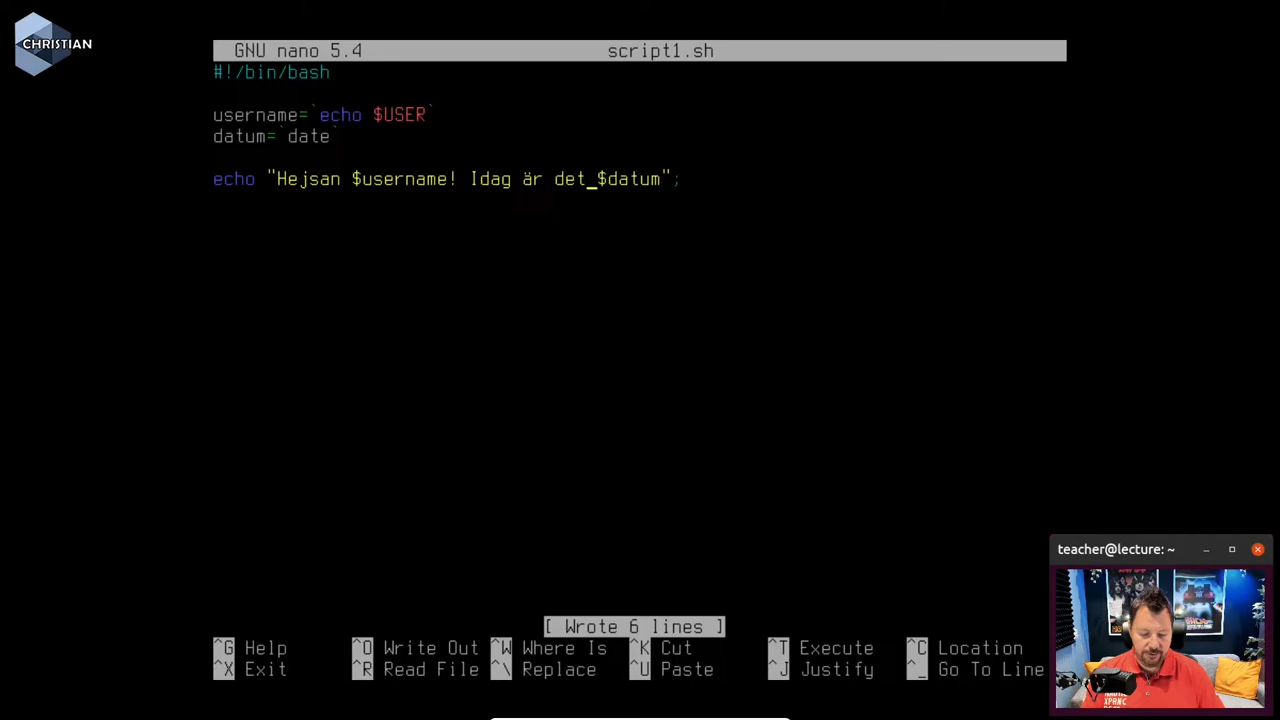 CHRISTIAN
GNU nano 5.4 script1.sh
#!/bin/bash
username=`echo $USER`
datum=`date`
echo "Hejsan $username! Idag är det_$datum";
teacher@lecture: ~
[ Wrote 6 lines ]
^G Help ^O Write Out ^W Where Is ^K Cut ^T Execute ^C Location
^X Exit ^R Read File ^\ Replace ^U Paste ^J Justify ^_ Go To Line